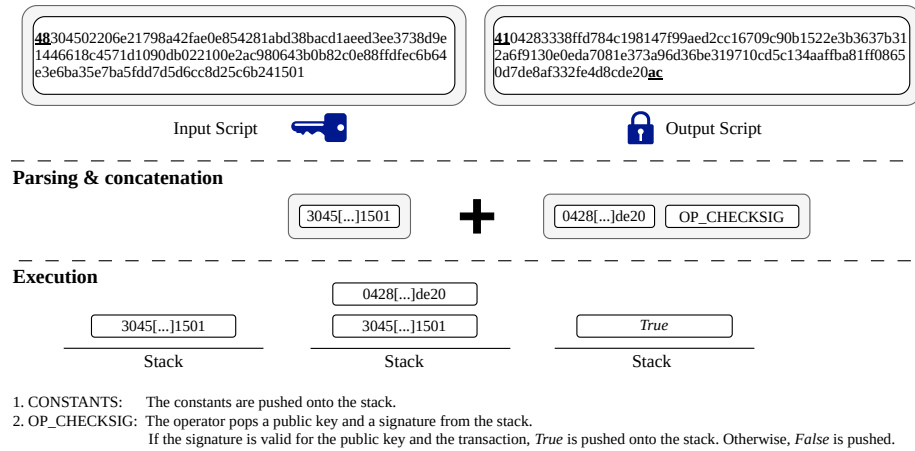 48304502206e21798a42fae0e854281abd38bacd1aeed3ee3738d9e
1446618c4571d1090db022100e2ac980643b0b82c0e88ffdfec6b64
e3e6ba35e7ba5fdd7d5d6cc8d25c6b241501
4104283338ffd784c198147f99aed2cc16709c90b1522e3b3637b31
2a6f9130e0eda7081e373a96d36be319710cd5c134aaffba81ff0865
0d7de8af332fe4d8cde20ac
Input Script
Output Script
Parsing & concatenation
3045[...]1501
0428[...]de20
OP_CHECKSIG
Execution
3045[...]1501
Stack
0428[...]de20
3045[...]1501
Stack
True
Stack
1. CONSTANTS: The constants are pushed onto the stack.
2. OP_CHECKSIG: The operator pops a public key and a signature from the stack.
If the signature is valid for the public key and the transaction, True is pushed onto the stack. Otherwise, False is pushed.